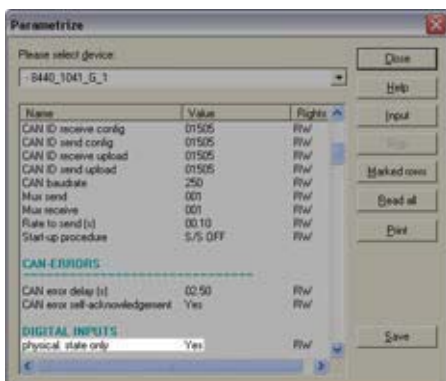 Parametrize
Please select device:
- 8440_1041_G_1
Close
Help
Input
Marked rows
Read all
Print
Save
Name Value Rights
CAN ID receive config 01505 RW
CAN ID send config 01505 RW
CAN ID receive upload 01505 RW
CAN ID send upload 01505 RW
CAN baudrate 250 RW
Mux send 001 RW
Mux receive 001 RW
Rate to send (s) 00.10 RW
Start-up procedure S/S OFF RW
CAN-ERRORS
CAN error delay (s) 02.50 RW
CAN error self-acknowledgement Yes RW
DIGITAL INPUTS
physical state only Yes RW